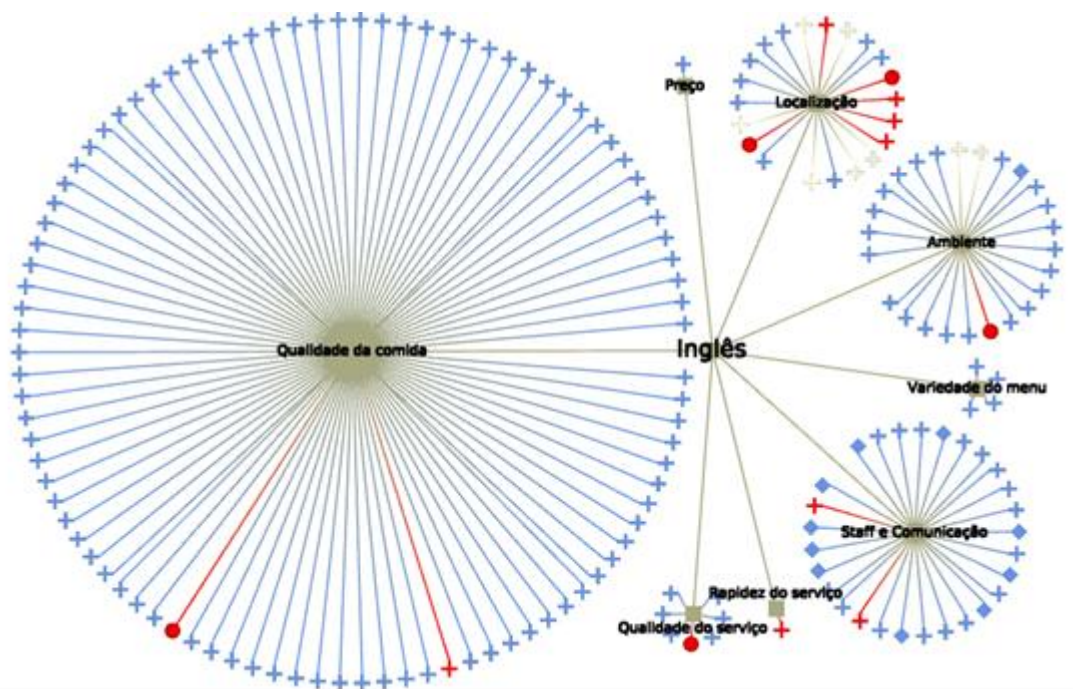 Preço
Localização
Ambiente
Qualidade da comida
Inglês
Variedade do menu
Staff e Comunicação
Rapidez do serviço
Qualidade do serviço